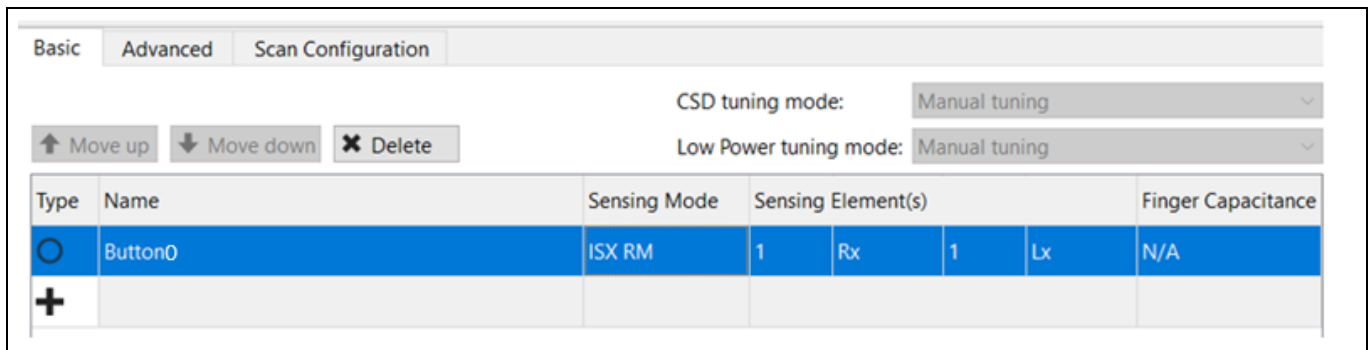 Basic Advanced Scan Configuration
CSD tuning mode: Manual tuning
Move up Move down Delete Low Power tuning mode: Manual tuning
Type Name Sensing Mode Sensing Element(s) Finger Capacitance
Button0 ISX RM 1 Rx 1 Lx N/A